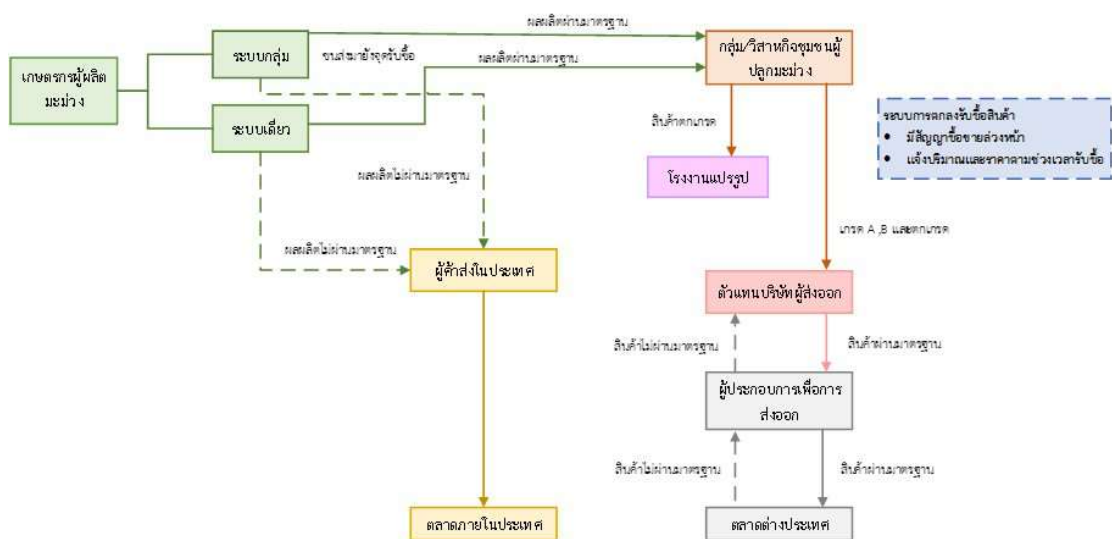 ผลผลิตผ่านมาตรฐาน
ระบบกลุ่ม
ขนส่งมายังจุดรับซื้อ
ผลผลิตผ่านมาตรฐาน
กลุ่ม/วิสาหกิจชุมชนผู้
ปลูกมะม่วง
เกษตรกรผู้ผลิต
มะม่วง
ระบบเดี่ยว
สินค้าตกเกรด
ระบบการตกลงรับซื้อสินค้า
• มีสัญญาซื้อขายล่วงหน้า
• แจ้งปริมาณและราคาตามช่วงเวลารับซื้อ
ผลผลิตไม่ผ่านมาตรฐาน
โรงงานแปรรูป
ผลผลิตไม่ผ่านมาตรฐาน
เกรด A ,B และตกเกรด
ผู้ค้าส่งในประเทศ
ตัวแทนบริษัทผู้ส่งออก
สินค้าไม่ผ่านมาตรฐาน
สินค้าผ่านมาตรฐาน
ผู้ประกอบการเพื่อการ
ส่งออก
สินค้าไม่ผ่านมาตรฐาน
สินค้าผ่านมาตรฐาน
ตลาดภายในประเทศ
ตลาดต่างประเทศ